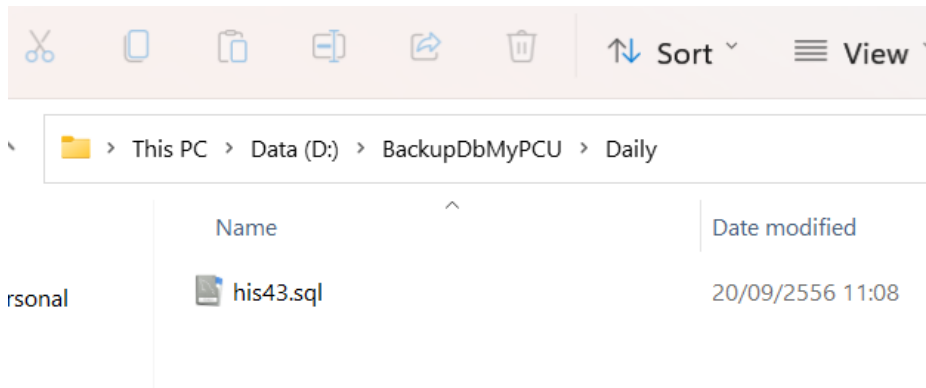 Sort View
This PC > Data (D:) > BackupDbMyPCU > Daily
Name Date modified
rsonal his43.sql 20/09/2556 11:08